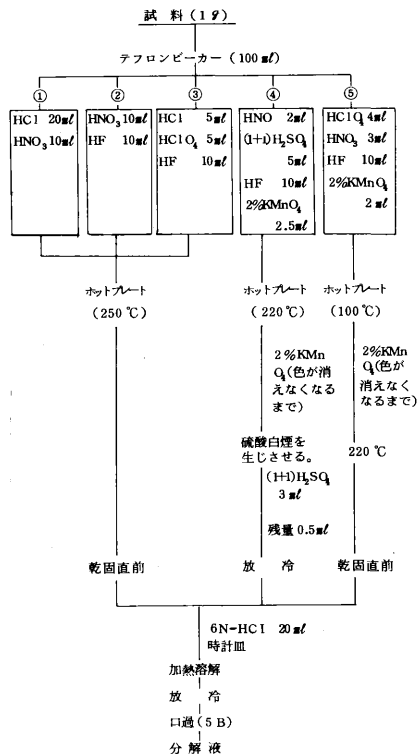 試料(1g)
テフロンビーカー(100ml)
① ② ③ ④ ⑤
HCl 20ml
HNO₃ 10ml
HNO₃ 10ml
HF 10ml
HCl 5ml
HClO₄ 5ml
HF 10ml
HNO 2ml
(1+1)H₂SO₄
5ml
HF 10ml
2%KMnO₄
2.5ml
HClO₄ 4ml
HNO₃ 3ml
HF 10ml
2%KMnO₄
2ml
ホットプレート
(250℃)
ホットプレート
(220℃)
2%KMn
O₄(色が消
えなくなる
まで)
硫酸白煙を
生じさせる。
(1+1)H₂SO₄
3ml
残量0.5ml
ホットプレート
(100℃)
2%KMn
O₄(色が
消えなく
なるまで)
220℃
乾固直前
放冷
乾固直前
6N-HCl 20ml
時計皿
加熱溶解
放冷
口過(5B)
分解液